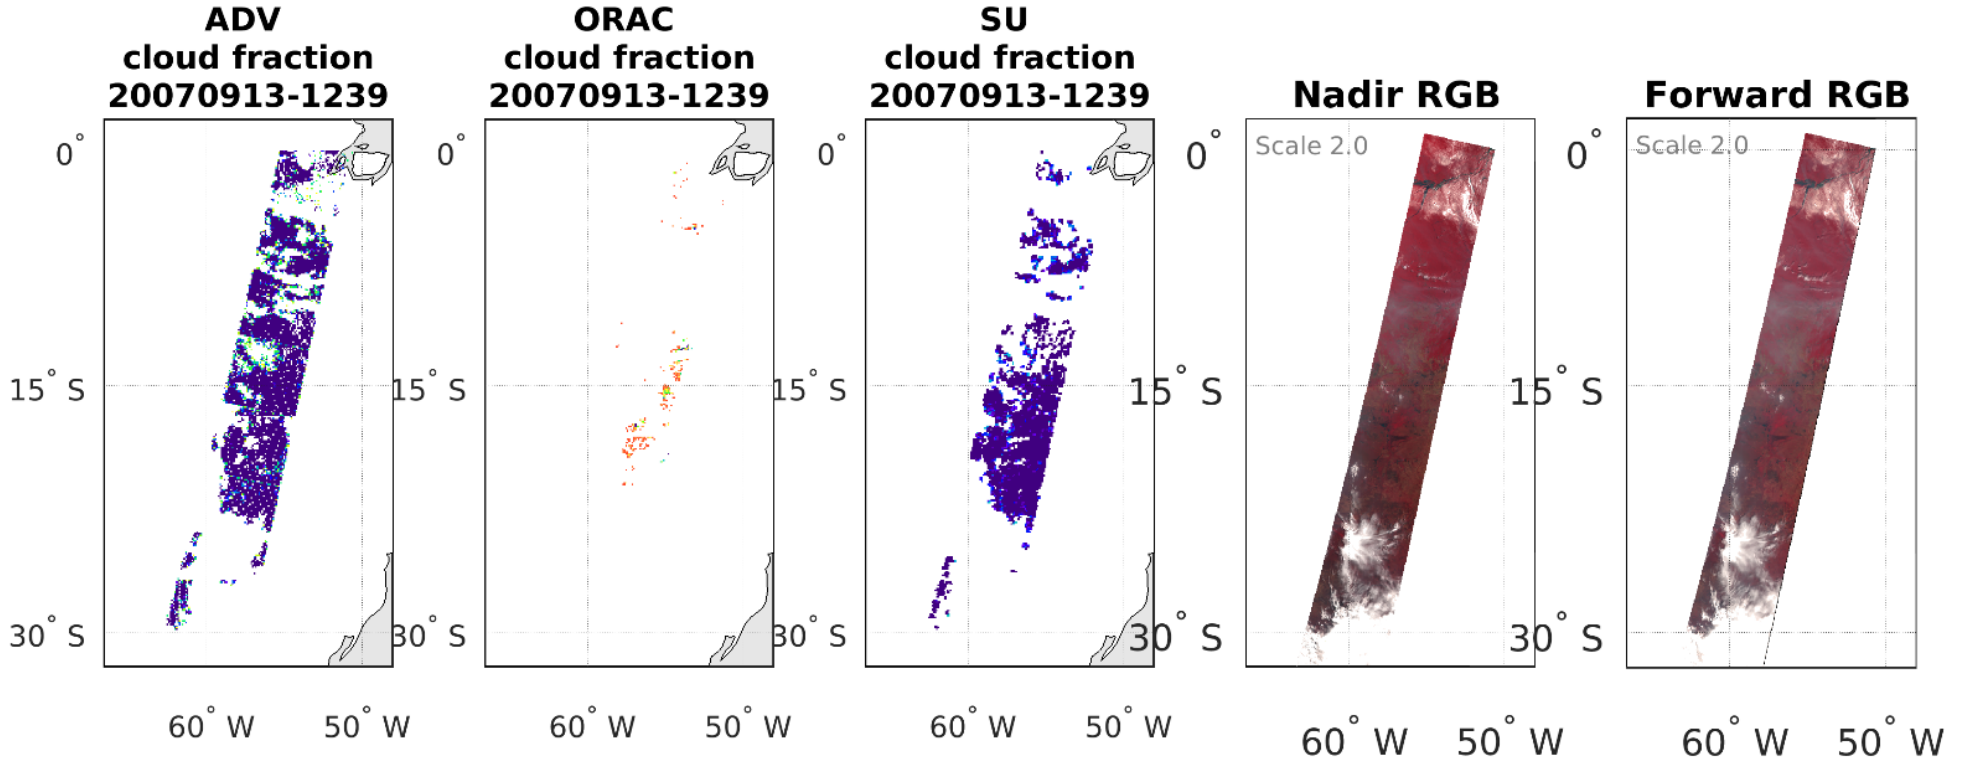 ADV
cloud fraction
20070913-1239
0°
15° S
30° S
60° W
50° W
ORAC
cloud fraction
20070913-1239
0°
15° S
30° S
60° W
50° W
SU
cloud fraction
20070913-1239
0°
15° S
30° S
60° W
50° W
Nadir RGB
Scale 2.0
0°
15° S
30° S
60° W
50° W
Forward RGB
Scale 2.0
0°
15° S
30° S
60° W
50° W